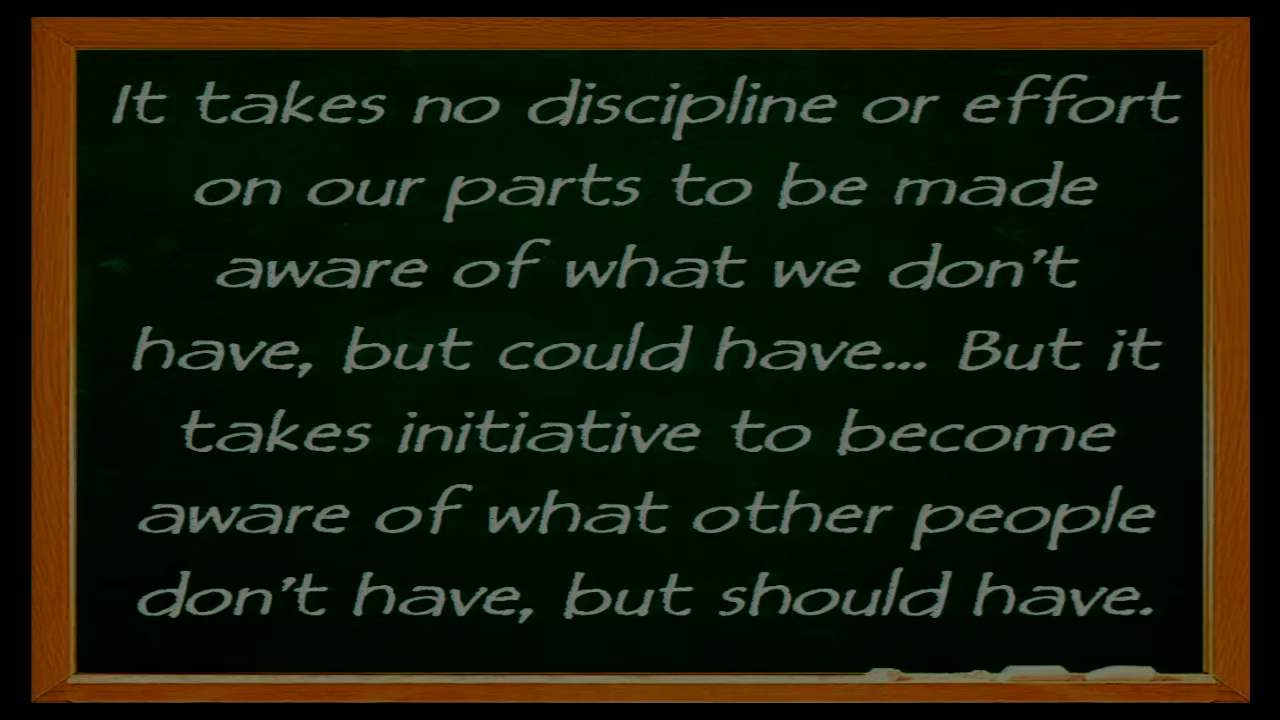 It takes no discipline or effort
on our parts to be made
aware of what we don't
have, but could have... But it
takes initiative to become
aware of what other people
don't have, but should have.